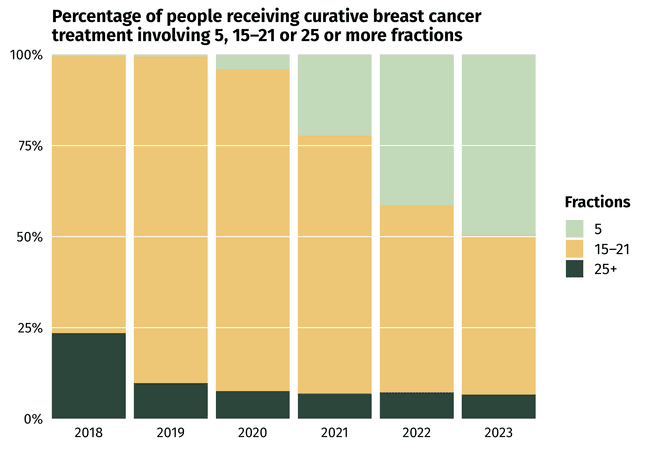 Percentage of people receiving curative breast cancer
treatment involving 5, 15–21 or 25 or more fractions
100%
75%
50%
25%
0%
2018 2019 2020 2021 2022 2023
Fractions
5
15–21
25+